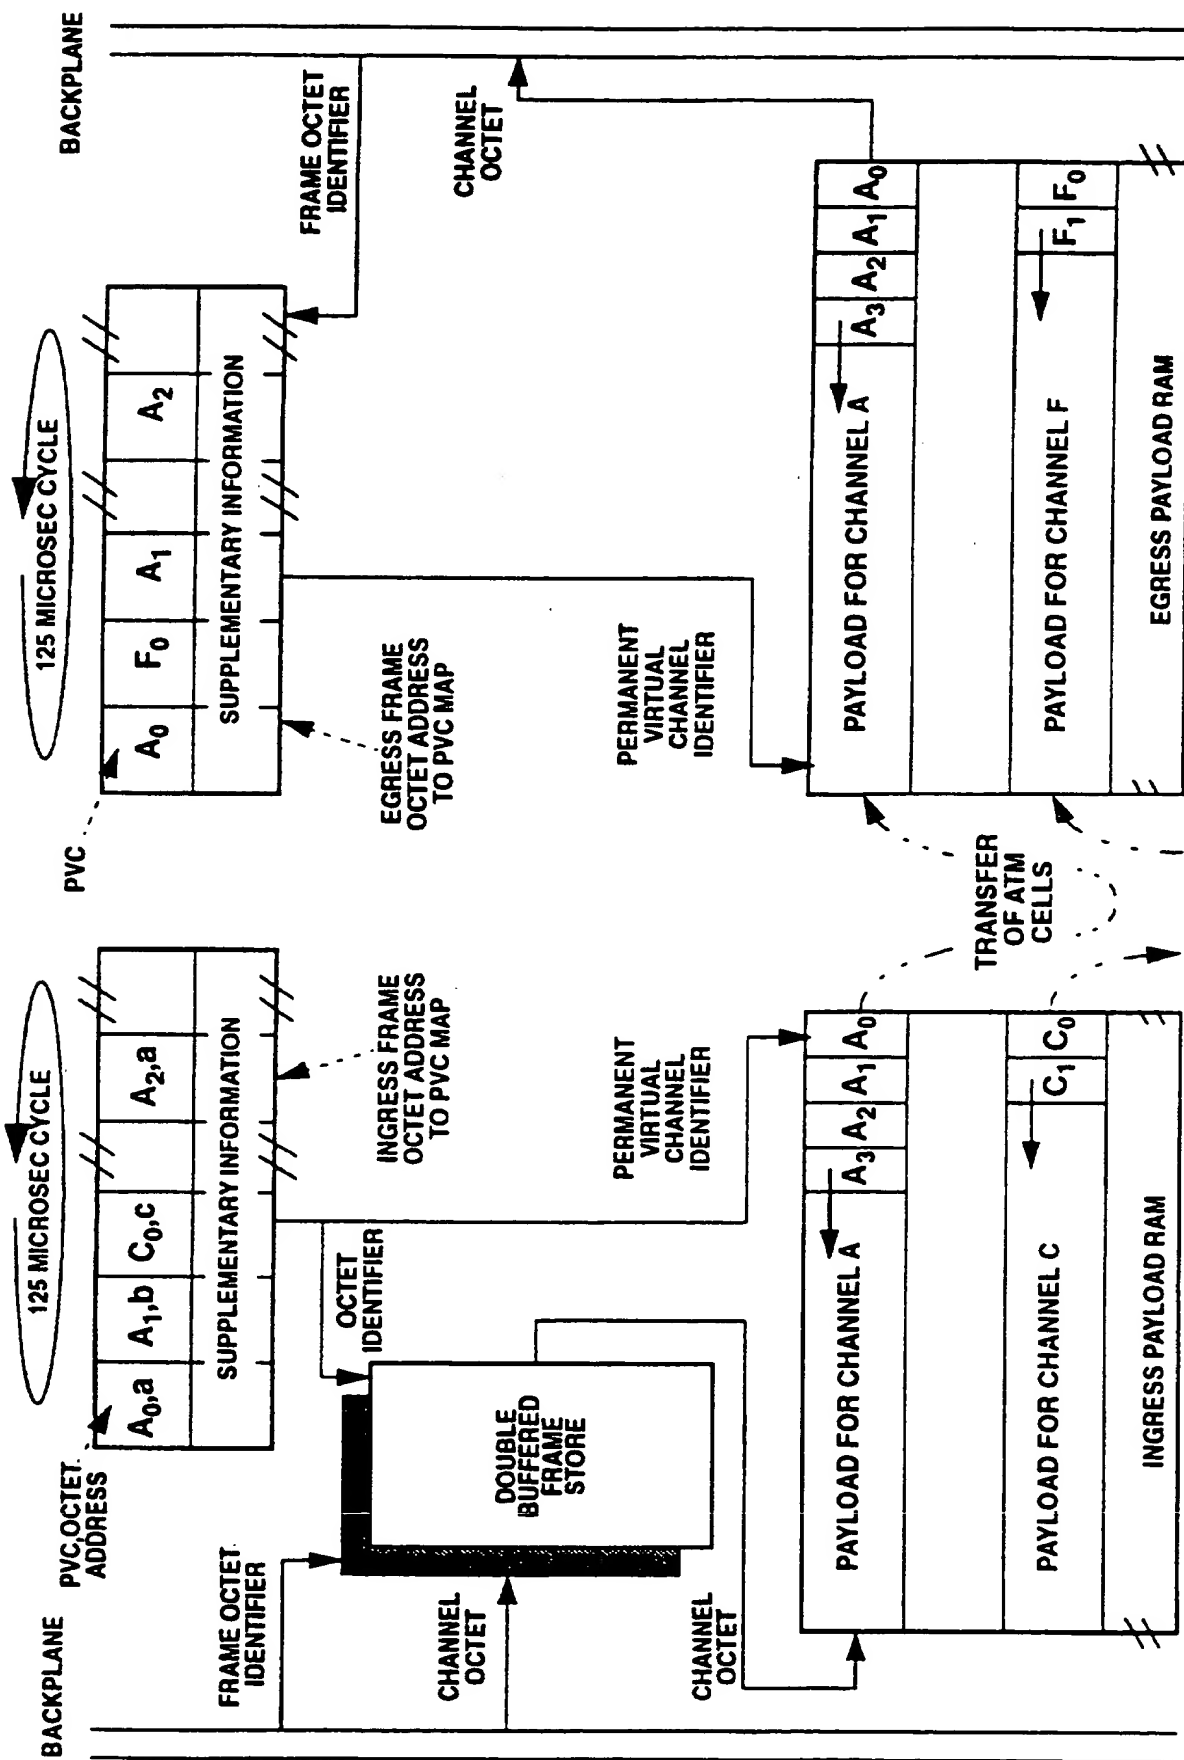 BACKPLANE
PVC,OCTET.
ADDRESS
125 MICROSEC CYCLE
A0,a A1,b C0,c A2,a
SUPPLEMENTARY INFORMATION
FRAME OCTET
IDENTIFIER
CHANNEL
OCTET
DOUBLE
BUFFERED
FRAME
STORE
OCTET
IDENTIFIER
INGRESS FRAME
OCTET ADDRESS
TO PVC MAP
CHANNEL
OCTET
PERMANENT
VIRTUAL
CHANNEL
IDENTIFIER
PAYLOAD FOR CHANNEL A
A3 A2 A1 A0
PAYLOAD FOR CHANNEL C
C1 C0
INGRESS PAYLOAD RAM
TRANSFER
OF ATM
CELLS
PVC
125 MICROSEC CYCLE
A0 F0 A1 A2
SUPPLEMENTARY INFORMATION
BACKPLANE
EGRESS FRAME
OCTET ADDRESS
TO PVC MAP
FRAME OCTET
IDENTIFIER
CHANNEL
OCTET
PERMANENT
VIRTUAL
CHANNEL
IDENTIFIER
PAYLOAD FOR CHANNEL A
A3 A2 A1 A0
PAYLOAD FOR CHANNEL F
F1 F0
EGRESS PAYLOAD RAM